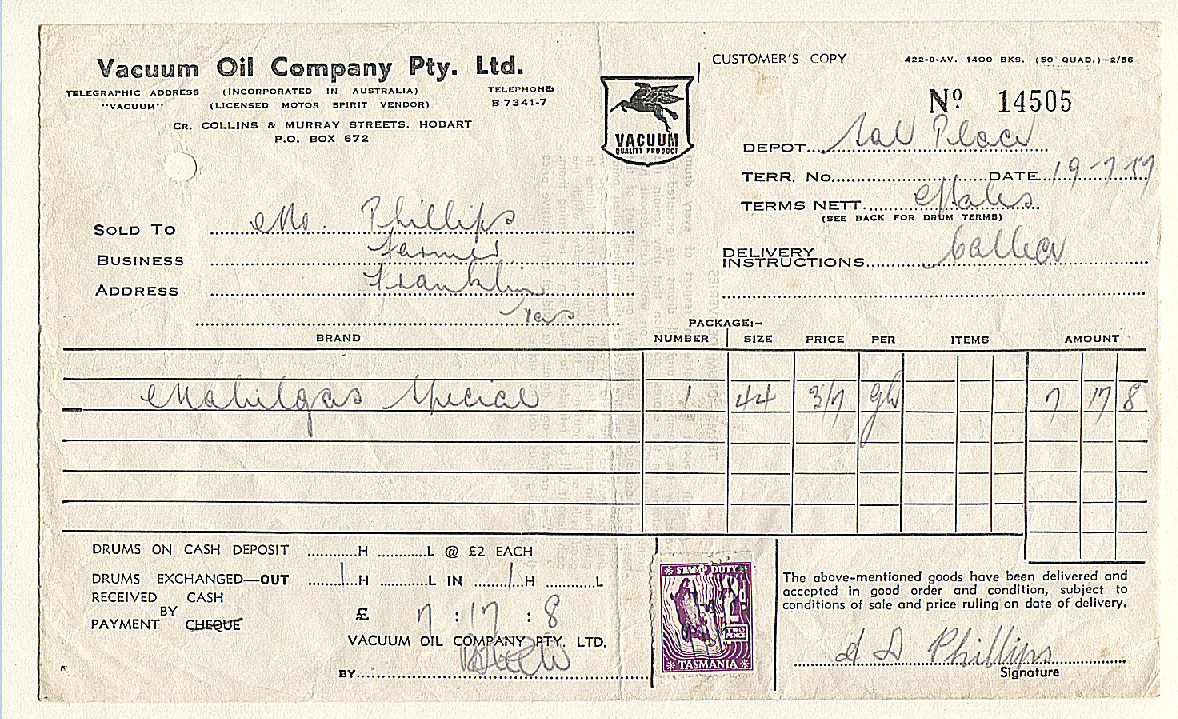 Vacuum Oil Company Pty. Ltd.
TELEGRAPHIC ADDRESS (INCORPORATED IN AUSTRALIA) TELEPHONE:
"VACUUM" (LICENSED MOTOR SPIRIT VENDOR) B 7341-7
CR. COLLINS & MURRAY STREETS. HOBART
P.O. BOX 672
VACUUM
QUALITY PRODUCT
CUSTOMER'S COPY 422-D-AV. 1400 BKS. (50 QUAD.)-2/56
No 14505
DEPOT Place
TERR. No. DATE 19-7-57
TERMS NETT
(SEE BACK FOR DRUM TERMS)
DELIVERY
INSTRUCTIONS
SOLD TO Phillips
BUSINESS Farmer
ADDRESS Franklin
Tas
PACKAGE:-
BRAND NUMBER SIZE PRICE PER ITEMS AMOUNT
Mobilgas Special 1 44 3/7 gal 7 17 8
DRUMS ON CASH DEPOSIT H L @ £2 EACH
DRUMS EXCHANGED—OUT 1 H L IN 1 H L
RECEIVED CASH
BY
PAYMENT CHEQUE £ 7 : 17 : 8
VACUUM OIL COMPANY PTY. LTD.
BY
STAMP DUTY
TASMANIA
The above-mentioned goods have been delivered and
accepted in good order and condition, subject to
conditions of sale and price ruling on date of delivery.
Phillips
Signature